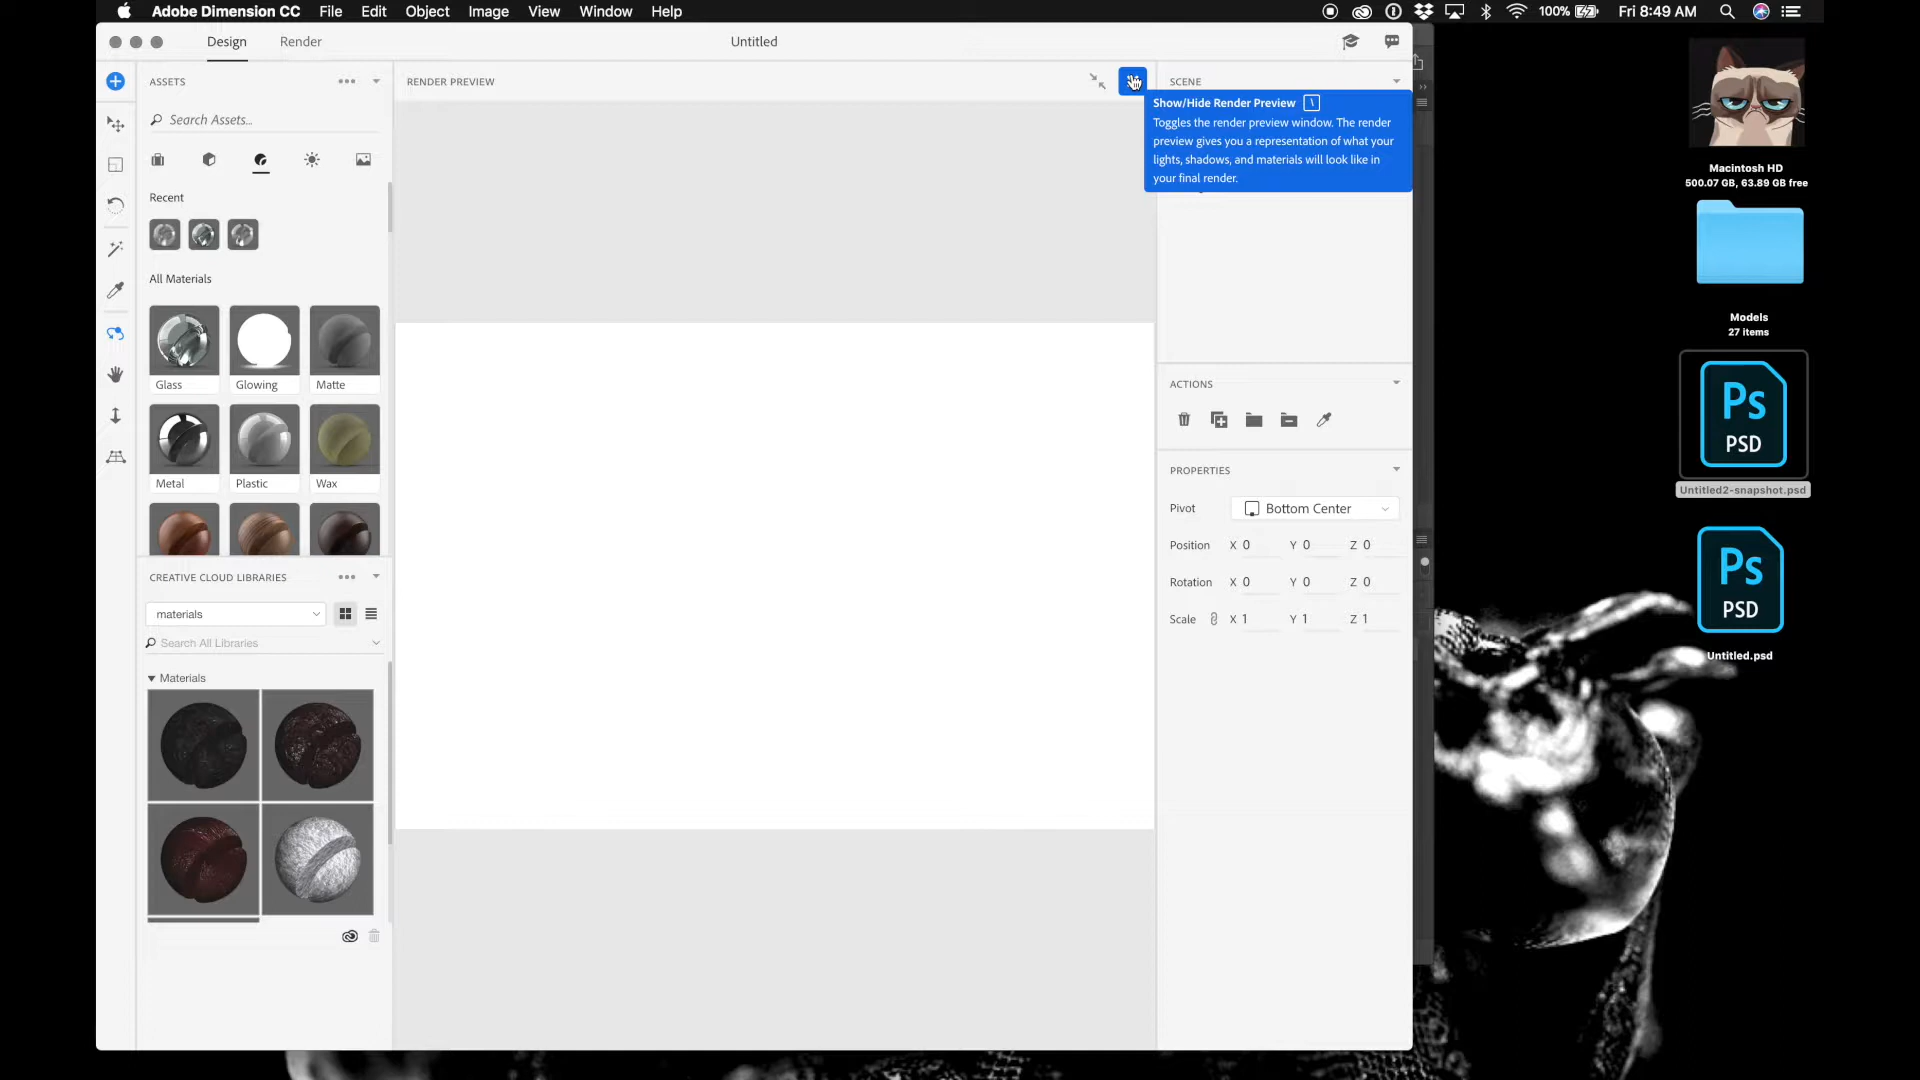 Adobe Dimension CC File Edit Object Image View Window Help
100% Fri 8:49 AM
Design Render
Untitled
ASSETS
Search Assets...
Recent
All Materials
Glass Glowing Matte
Metal Plastic Wax
CREATIVE CLOUD LIBRARIES
materials
Search All Libraries
Materials
RENDER PREVIEW
SCENE
Show/Hide Render Preview \
Toggles the render preview window. The render
preview gives you a representation of what your
lights, shadows, and materials will look like in
your final render.
ACTIONS
PROPERTIES
Pivot Bottom Center
Position X 0 Y 0 Z 0
Rotation X 0 Y 0 Z 0
Scale X 1 Y 1 Z 1
Macintosh HD
500.07 GB, 63.89 GB free
Models
27 items
Ps
PSD
Untitled2-snapshot.psd
Ps
PSD
Untitled.psd